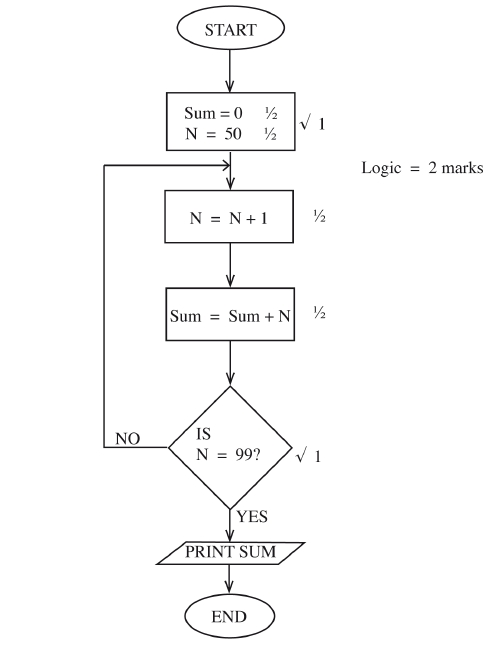 START
Sum = 0 ½
N = 50 ½
√ 1
Logic = 2 marks
N = N + 1 ½
Sum = Sum + N ½
IS
N = 99?
√ 1
NO
YES
PRINT SUM
END